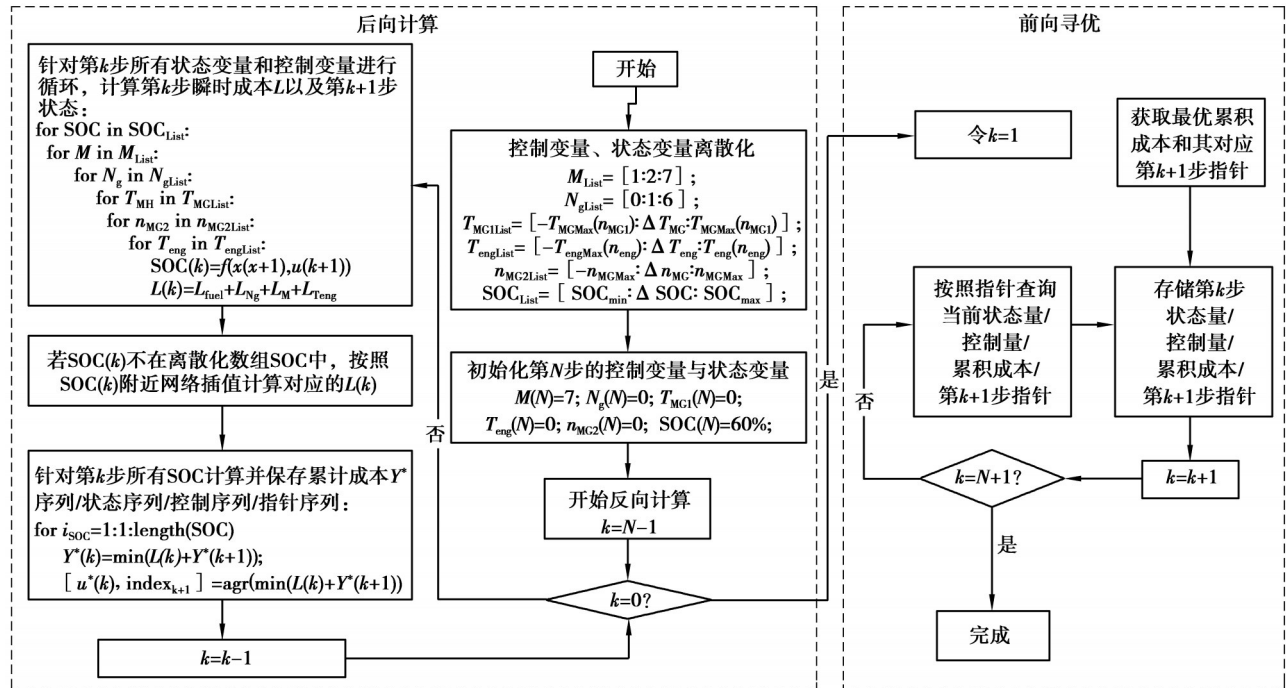 后向计算
针对第k步所有状态变量和控制变量进行
循环，计算第k步瞬时成本L以及第k+1步
状态：
for SOC in SOC_List:
for M in M_List:
for N_g in N_gList:
for T_MH in T_MGList:
for n_MG2 in n_MG2List:
for T_eng in T_engList:
SOC(k)=f(x(x+1),u(k+1))
L(k)=L_fuel+L_Ng+L_M+L_Teng
若SOC(k)不在离散化数组SOC中，按照
SOC(k)附近网络插值计算对应的L(k)
针对第k步所有SOC计算并保存累计成本Y*
序列/状态序列/控制序列/指针序列：
for i_SOC=1:1:length(SOC)
Y*(k)=min(L(k)+Y*(k+1));
[ u*(k), index_k+1 ] =agr(min(L(k)+Y*(k+1))
k=k-1
开始
控制变量、状态变量离散化
M_List= [1:2:7] ;
N_gList= [0:1:6] ;
T_MG1List= [-T_MGMax(n_MG1):Δ T_MG:T_MGMax(n_MG1) ] ;
T_engList= [-T_engMax(n_eng):Δ T_eng:T_eng(n_eng) ] ;
n_MG2List= [-n_MGMax:Δ n_MG:n_MGMax ] ;
SOC_List= [ SOC_min:Δ SOC: SOC_max ] ;
初始化第N步的控制变量与状态变量
M(N)=7; N_g(N)=0; T_MG1(N)=0;
T_eng(N)=0; n_MG2(N)=0; SOC(N)=60%;
开始反向计算
k=N-1
k=0?
否
是
前向寻优
令k=1
获取最优累积
成本和其对应
第k+1步指针
按照指针查询
当前状态量/
控制量/
累积成本/
第k+1步指针
存储第k步
状态量/
控制量/
累积成本/
第k+1步指针
k=k+1
k=N+1?
否
是
完成